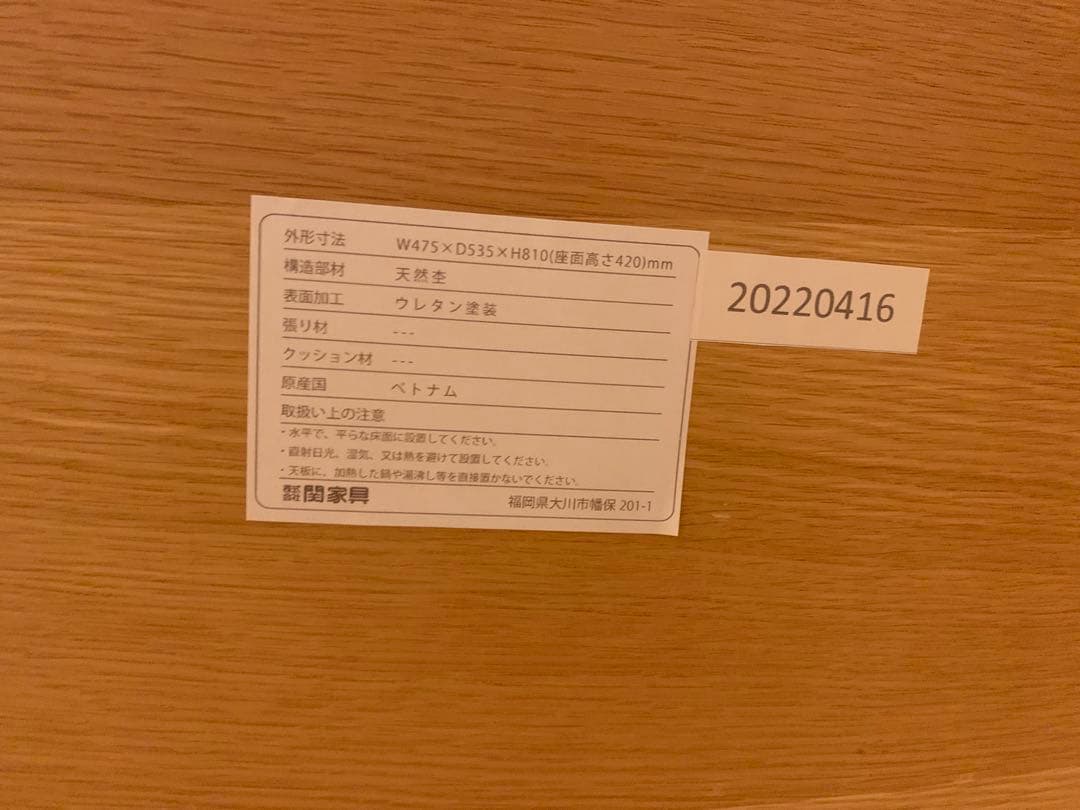 外形寸法 W475×D535×H810(座面高さ420)mm
構造部材 天然杢
表面加工 ウレタン塗装
張り材 ---
クッション材 ---
原産国 ベトナム
取扱い上の注意
・水平で、平らな床面に設置してください。
・直射日光、湿気、又は熱を避けて設置してください。
・天板に、加熱した鍋や湯沸し等を直接置かないでください。
株式会社 関家具 福岡県大川市幡保 201-1
20220416